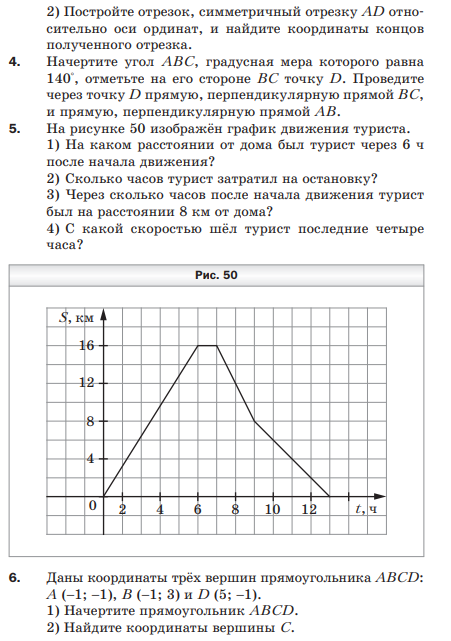 2) Постройте отрезок, симметричный отрезку AD отно-
сительно оси ординат, и найдите координаты концов
полученного отрезка.
4. Начертите угол ABC, градусная мера которого равна
140°, отметьте на его стороне BC точку D. Проведите
через точку D прямую, перпендикулярную прямой BC,
и прямую, перпендикулярную прямой AB.
5. На рисунке 50 изображён график движения туриста.
1) На каком расстоянии от дома был турист через 6 ч
после начала движения?
2) Сколько часов турист затратил на остановку?
3) Через сколько часов после начала движения турист
был на расстоянии 8 км от дома?
4) С какой скоростью шёл турист последние четыре
часа?
Рис. 50
S, км
16
12
8
4
0 2 4 6 8 10 12 t, ч
6. Даны координаты трёх вершин прямоугольника ABCD:
A (–1; –1), B (–1; 3) и D (5; –1).
1) Начертите прямоугольник ABCD.
2) Найдите координаты вершины C.